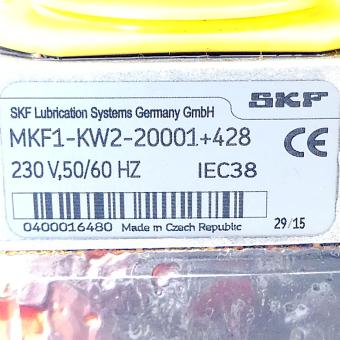 SKF Lubrication Systems Germany GmbH
SKF
MKF1-KW2-20001+428
CE
230 V,50/60 HZ IEC38
0400016480 Made in Czech Republic
29/15